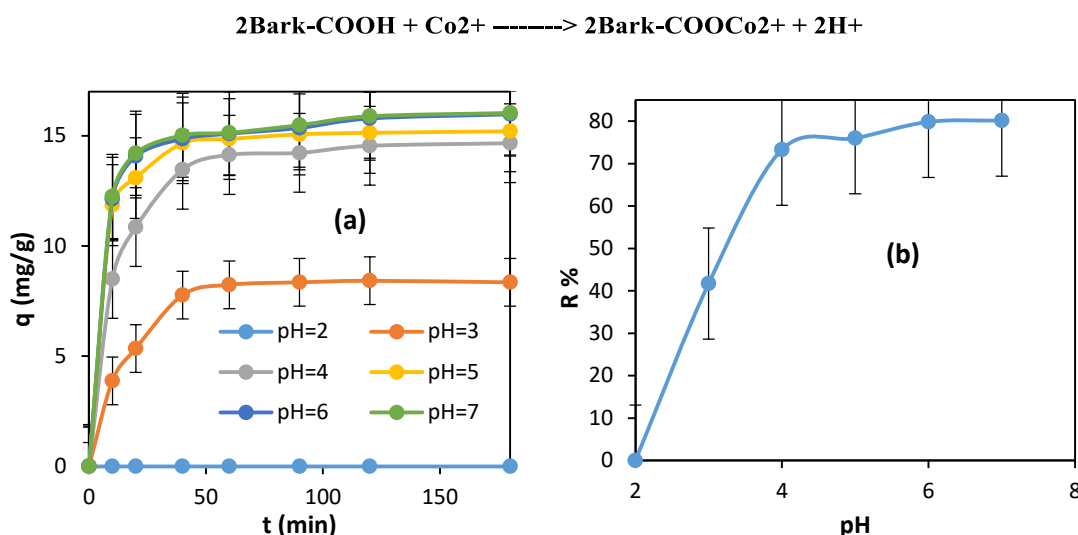 2Bark-COOH + Co2+ -------> 2Bark-COOCo2+ + 2H+
15
10
5
0
q (mg/g)
(a)
pH=2 pH=3
pH=4 pH=5
pH=6 pH=7
0 50 100 150
t (min)
80
70
60
50
40
30
20
10
0
R %
(b)
2 4 6 8
pH